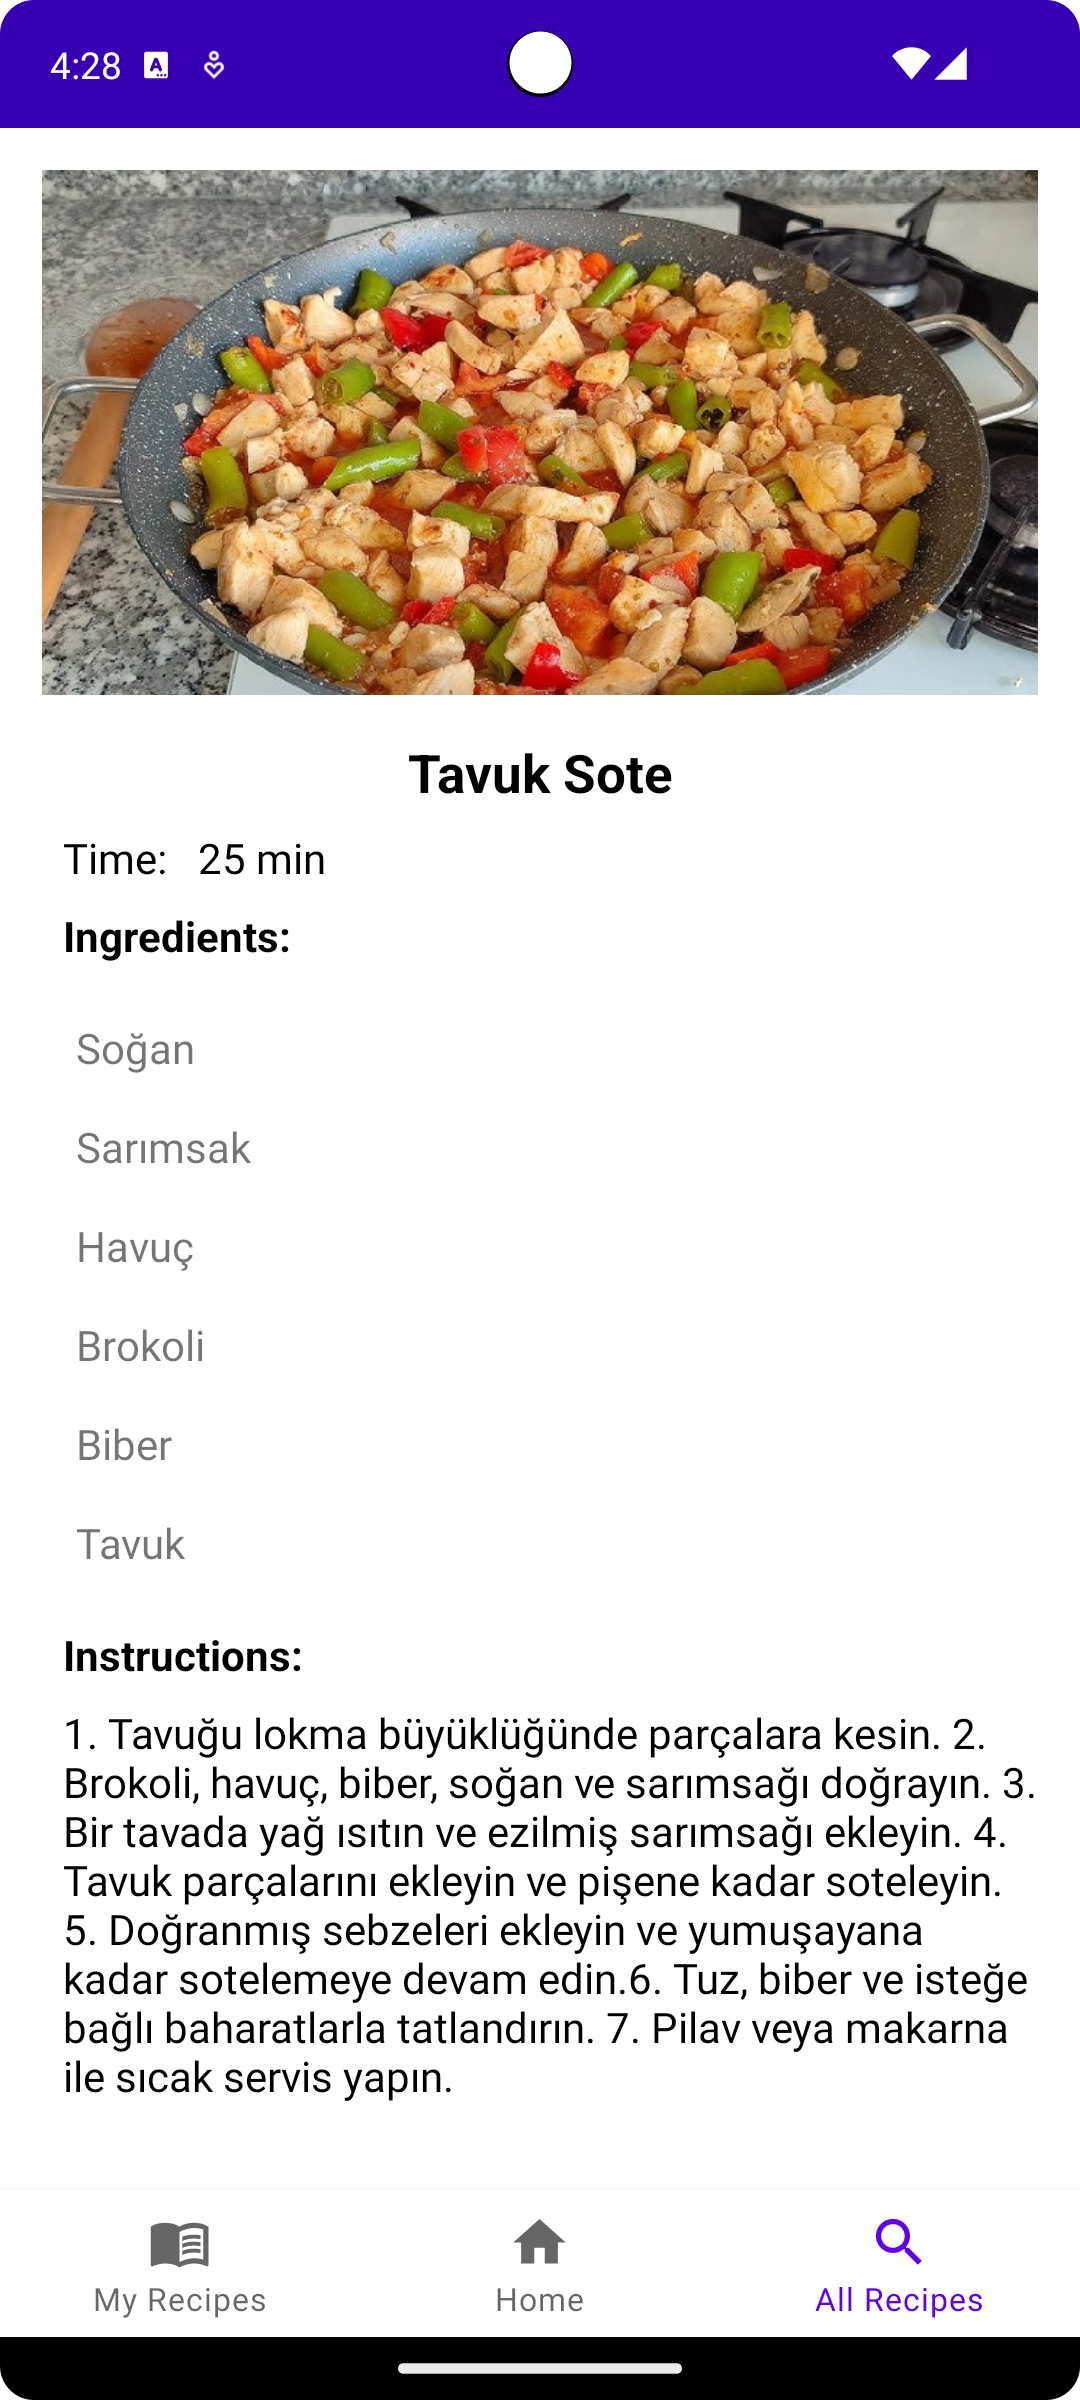 4:28
Tavuk Sote
Time: 25 min
Ingredients:
Soğan
Sarımsak
Havuç
Brokoli
Biber
Tavuk
Instructions:
1. Tavuğu lokma büyüklüğünde parçalara kesin. 2.
Brokoli, havuç, biber, soğan ve sarımsağı doğrayın. 3.
Bir tavada yağ ısıtın ve ezilmiş sarımsağı ekleyin. 4.
Tavuk parçalarını ekleyin ve pişene kadar soteleyin.
5. Doğranmış sebzeleri ekleyin ve yumuşayana
kadar sotelemeye devam edin.6. Tuz, biber ve isteğe
bağlı baharatlarla tatlandırın. 7. Pilav veya makarna
ile sıcak servis yapın.
My Recipes
Home
All Recipes